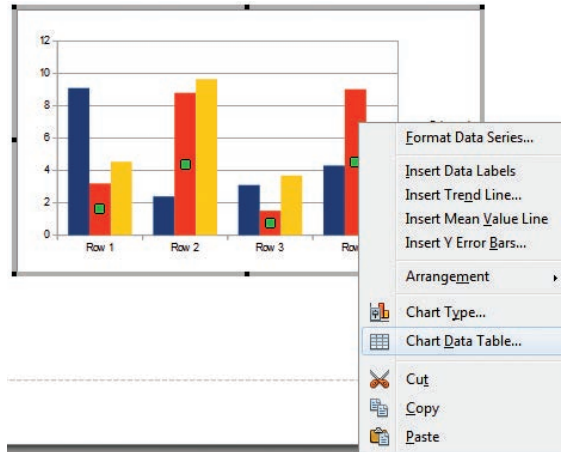 12
10
8
6
4
2
0
Row 1
Row 2
Row 3
Row
Format Data Series...
Insert Data Labels
Insert Trend Line...
Insert Mean Value Line
Insert Y Error Bars...
Arrangement
Chart Type...
Chart Data Table...
Cut
Copy
Paste